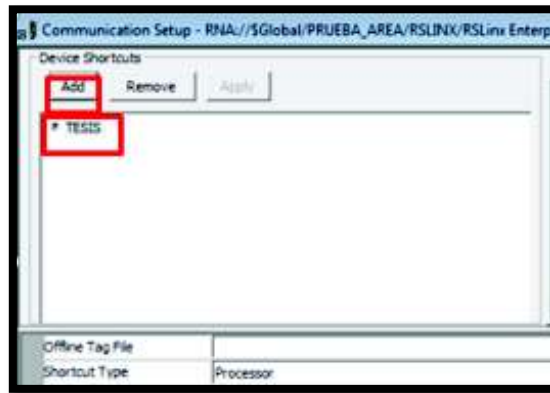 Communication Setup - RNA://$Global/PRUEBA_AREA/RSLINX/RSLinx Enterp
Device Shortcuts
Add Remove Apply
TESIS
Offline Tag File
Shortcut Type Processor